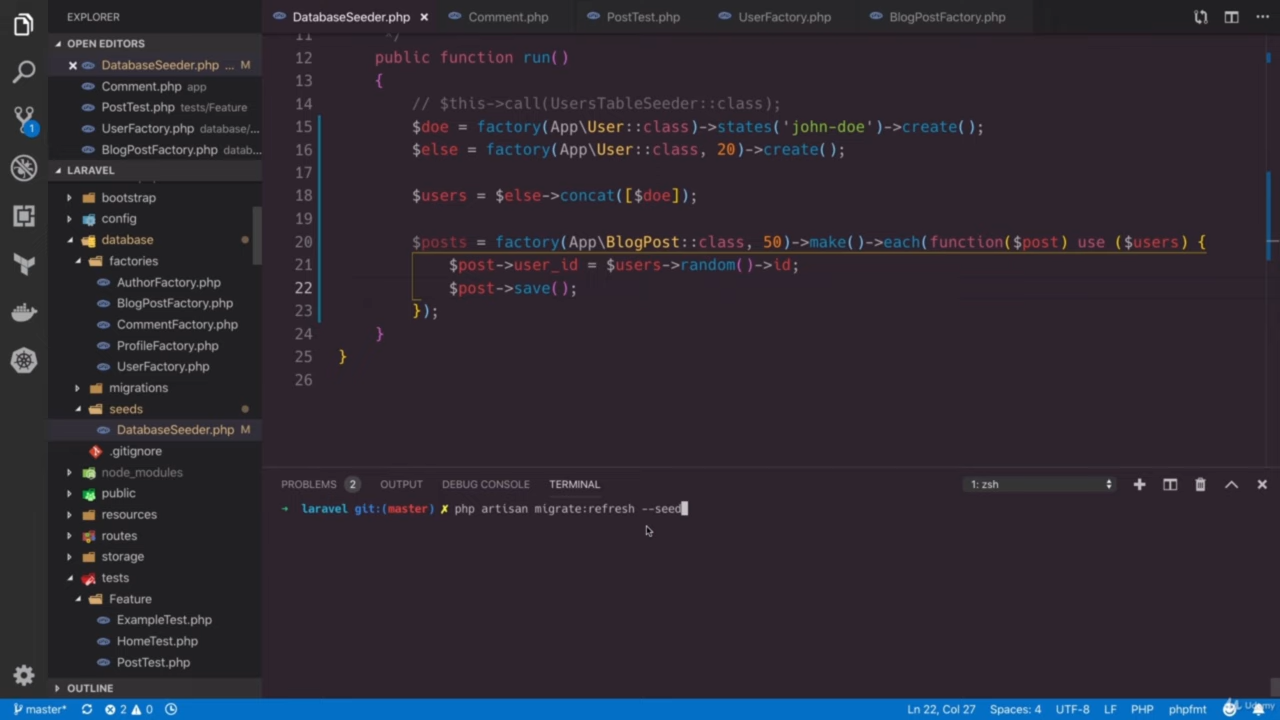 EXPLORER
OPEN EDITORS
DatabaseSeeder.php ... M
Comment.php app
PostTest.php tests/Feature
UserFactory.php database/...
BlogPostFactory.php datab...
LARAVEL
bootstrap
config
database
factories
AuthorFactory.php
BlogPostFactory.php
CommentFactory.php
ProfileFactory.php
UserFactory.php
migrations
seeds
DatabaseSeeder.php M
.gitignore
node_modules
public
resources
routes
storage
tests
Feature
ExampleTest.php
HomeTest.php
PostTest.php
OUTLINE
1
DatabaseSeeder.php Comment.php PostTest.php UserFactory.php BlogPostFactory.php
11 */
12 public function run()
13 {
14 // $this->call(UsersTableSeeder::class);
15 $doe = factory(App\User::class)->states('john-doe')->create();
16 $else = factory(App\User::class, 20)->create();
17
18 $users = $else->concat([$doe]);
19
20 $posts = factory(App\BlogPost::class, 50)->make()->each(function($post) use ($users) {
21 $post->user_id = $users->random()->id;
22 $post->save();
23 });
24 }
25 }
26
PROBLEMS 2 OUTPUT DEBUG CONSOLE TERMINAL 1: zsh
→ laravel git:(master) ✗ php artisan migrate:refresh --seed
master* 2 0 Ln 22, Col 27 Spaces: 4 UTF-8 LF PHP phpfmt
Udemy